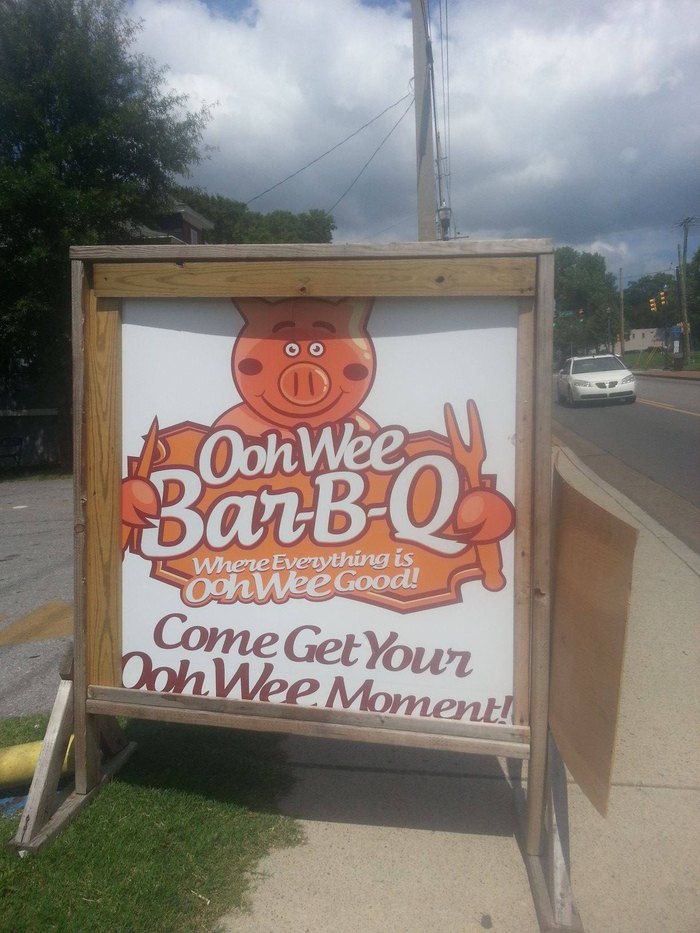 Ooh Wee
Bar-B-Q
Where Everything is
Ooh Wee Good!
Come Get Your
Ooh Wee Moment!